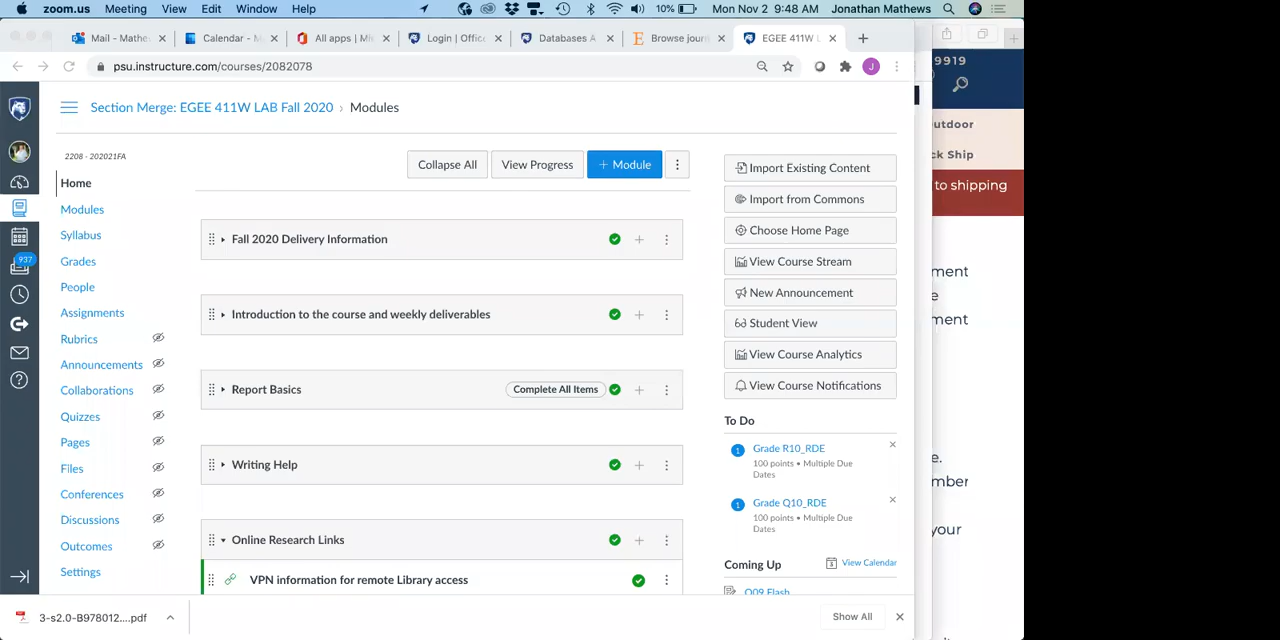 zoom.us Meeting View Edit Window Help 10% Mon Nov 2 9:48 AM Jonathan Mathews
Mail - Mathe Calendar - M All apps | Mi Login | Offic Databases A Browse jour EGEE 411W L
psu.instructure.com/courses/2082078 J
9919
Section Merge: EGEE 411W LAB Fall 2020 › Modules
utdoor
ck Ship
to shipping
2208 - 202021FA
Collapse All View Progress + Module
Home
Modules
Syllabus
Grades
People
Assignments
Rubrics
Announcements
Collaborations
Quizzes
Pages
Files
Conferences
Discussions
Outcomes
Settings
937
Fall 2020 Delivery Information
Introduction to the course and weekly deliverables
Report Basics Complete All Items
Writing Help
Online Research Links
VPN information for remote Library access
Import Existing Content
Import from Commons
Choose Home Page
View Course Stream
New Announcement
Student View
View Course Analytics
View Course Notifications
To Do
1 Grade R10_RDE
100 points • Multiple Due
Dates
1 Grade Q10_RDE
100 points • Multiple Due
Dates
Coming Up View Calendar
Q09 Flash
ment
e
ment
e.
mber
your
3-s2.0-B978012....pdf Show All